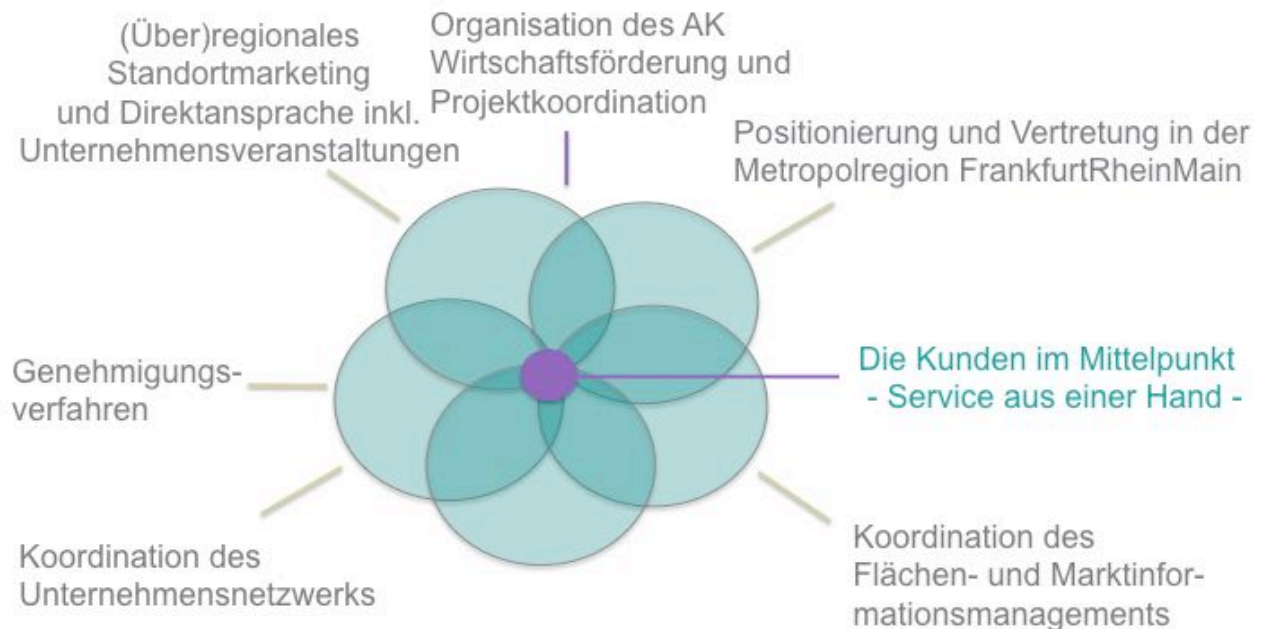 (Über)regionales
Standortmarketing
und Direktansprache inkl.
Unternehmensveranstaltungen
Organisation des AK
Wirtschaftsförderung und
Projektkoordination
Positionierung und Vertretung in der
Metropolregion FrankfurtRheinMain
Genehmigungs-
verfahren
Die Kunden im Mittelpunkt
- Service aus einer Hand -
Koordination des
Unternehmensnetzwerks
Koordination des
Flächen- und Marktinfor-
mationsmanagements